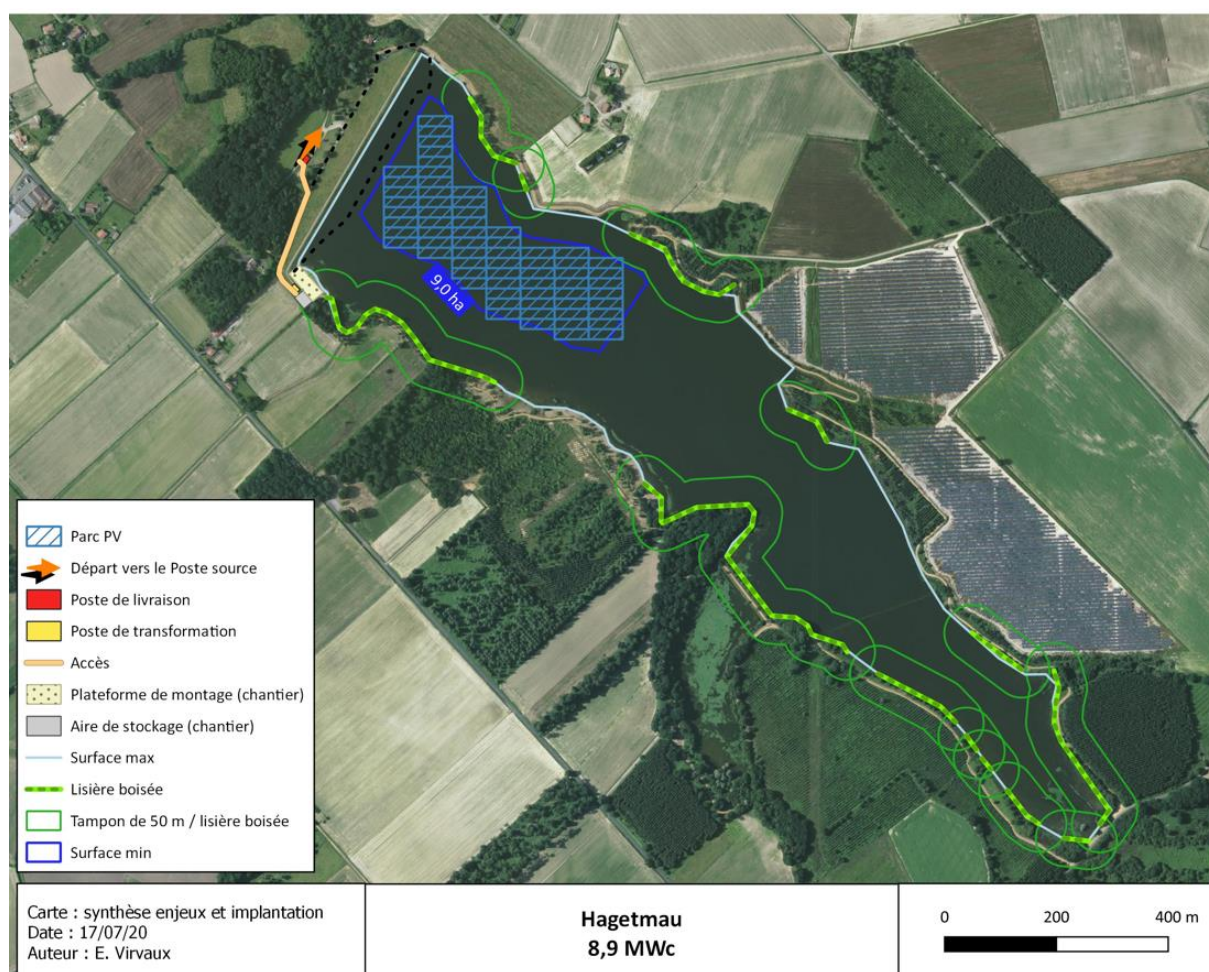 9,0 ha
Parc PV
Départ vers le Poste source
Poste de livraison
Poste de transformation
Accès
Plateforme de montage (chantier)
Aire de stockage (chantier)
Surface max
Lisière boisée
Tampon de 50 m / lisière boisée
Surface min
Carte : synthèse enjeux et implantation
Date : 17/07/20
Auteur : E. Virvaux
Hagetmau
8,9 MWc
0 200 400 m